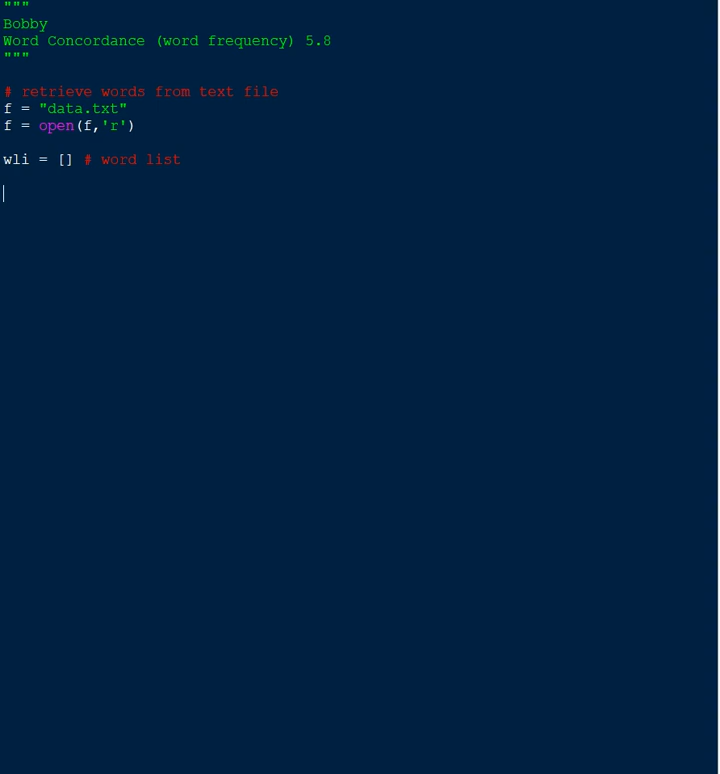 """
Bobby
Word Concordance (word frequency) 5.8
"""
# retrieve words from text file
f = "data.txt"
f = open(f,'r')
wli = [] # word list